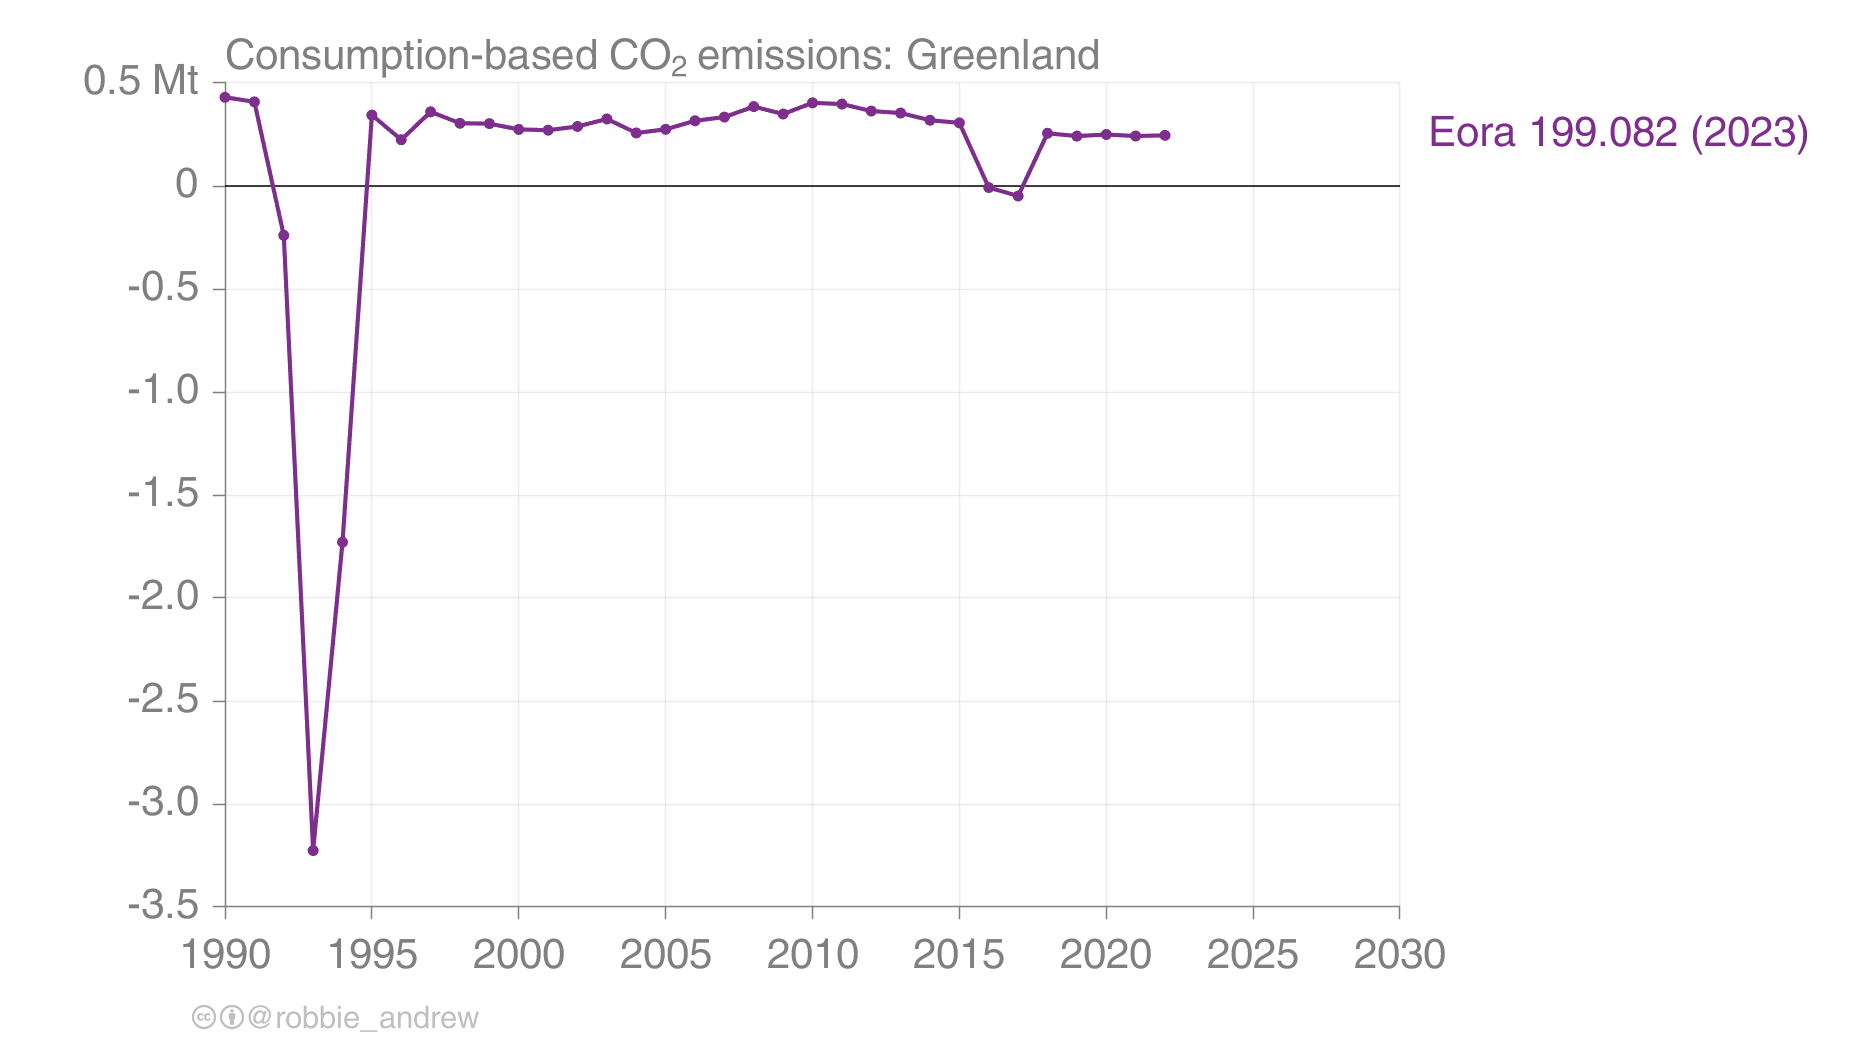 Consumption-based CO₂ emissions: Greenland
0.5 Mt
0
-0.5
-1.0
-1.5
-2.0
-2.5
-3.0
-3.5
1990 1995 2000 2005 2010 2015 2020 2025 2030
Eora 199.082 (2023)
cc @robbie_andrew